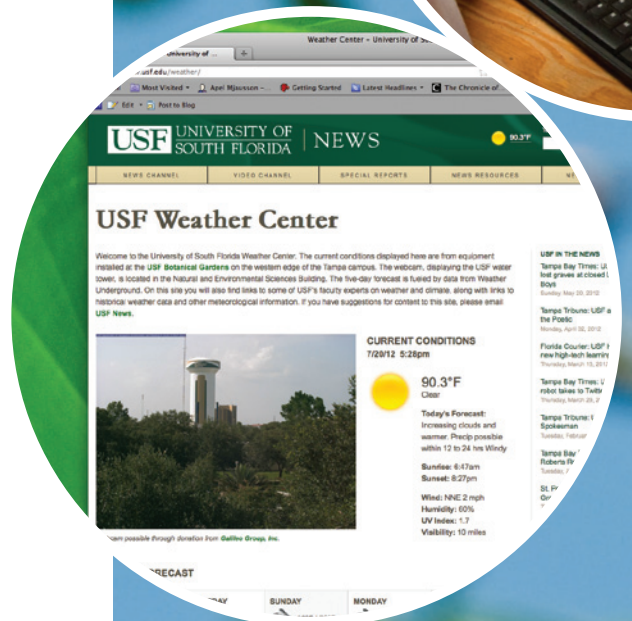 Weather Center – University of
University of ...
usf.edu/weather/
Most Visited
Apel Mjausson – ...
Getting Started
Latest Headlines
The Chronicle of
Edit
Post to Blog
USF UNIVERSITY OF SOUTH FLORIDA NEWS
90.3°F
NEWS CHANNEL
VIDEO CHANNEL
SPECIAL REPORTS
NEWS RESOURCES
USF Weather Center
Welcome to the University of South Florida Weather Center. The current conditions displayed here are from equipment
installed at the USF Botanical Gardens on the western edge of the Tampa campus. The webcam, displaying the USF water
tower, is located in the Natural and Environmental Sciences Building. The five-day forecast is fueled by data from Weather
Underground. On this site you will also find links to some of USF's faculty experts on weather and climate, along with links to
historical weather data and other meteorological information. If you have suggestions for content to this site, please email
USF News.
USF IN THE NEWS
Tampa Bay Times:
lost graves at closed
Boys
Sunday, May 20, 2012
Tampa Tribune: USF
the Poetic
Monday, April 02, 2012
Florida Courier: USF
new high-tech learning
Thursday, March 15,
Tampa Bay Times:
robot takes to
Thursday, March
Tampa Tribune:
Spokesman
Tuesday,
Tampa Bay
Roberts
Tuesday,
St.
CURRENT CONDITIONS
7/20/12 5:28pm
90.3°F
Clear
Today's Forecast:
Increasing clouds and
warmer. Precip possible
within 12 to 24 hrs Windy
Sunrise: 6:47am
Sunset: 8:27pm
Wind: NNE 2 mph
Humidity: 60%
UV Index: 1.7
Visibility: 10 miles
possible through donation from Galileo Group, Inc.
SUNDAY
MONDAY